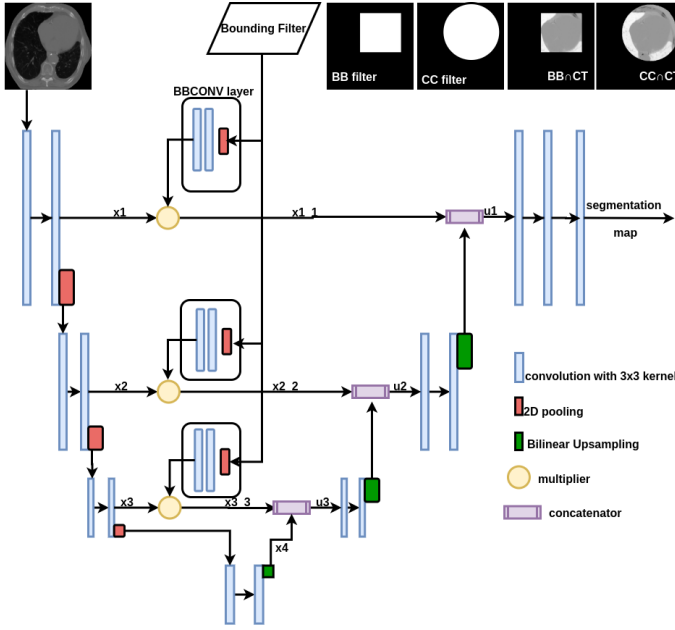 Bounding Filter
BB filter
CC filter
BB∩CT
CC∩CT
BBCONV layer
x1
x1_1
u1
segmentation
map
x2
x2_2
u2
convolution with 3x3 kernel
2D pooling
Bilinear Upsampling
multiplier
concatenator
x3
x3_3
u3
x4